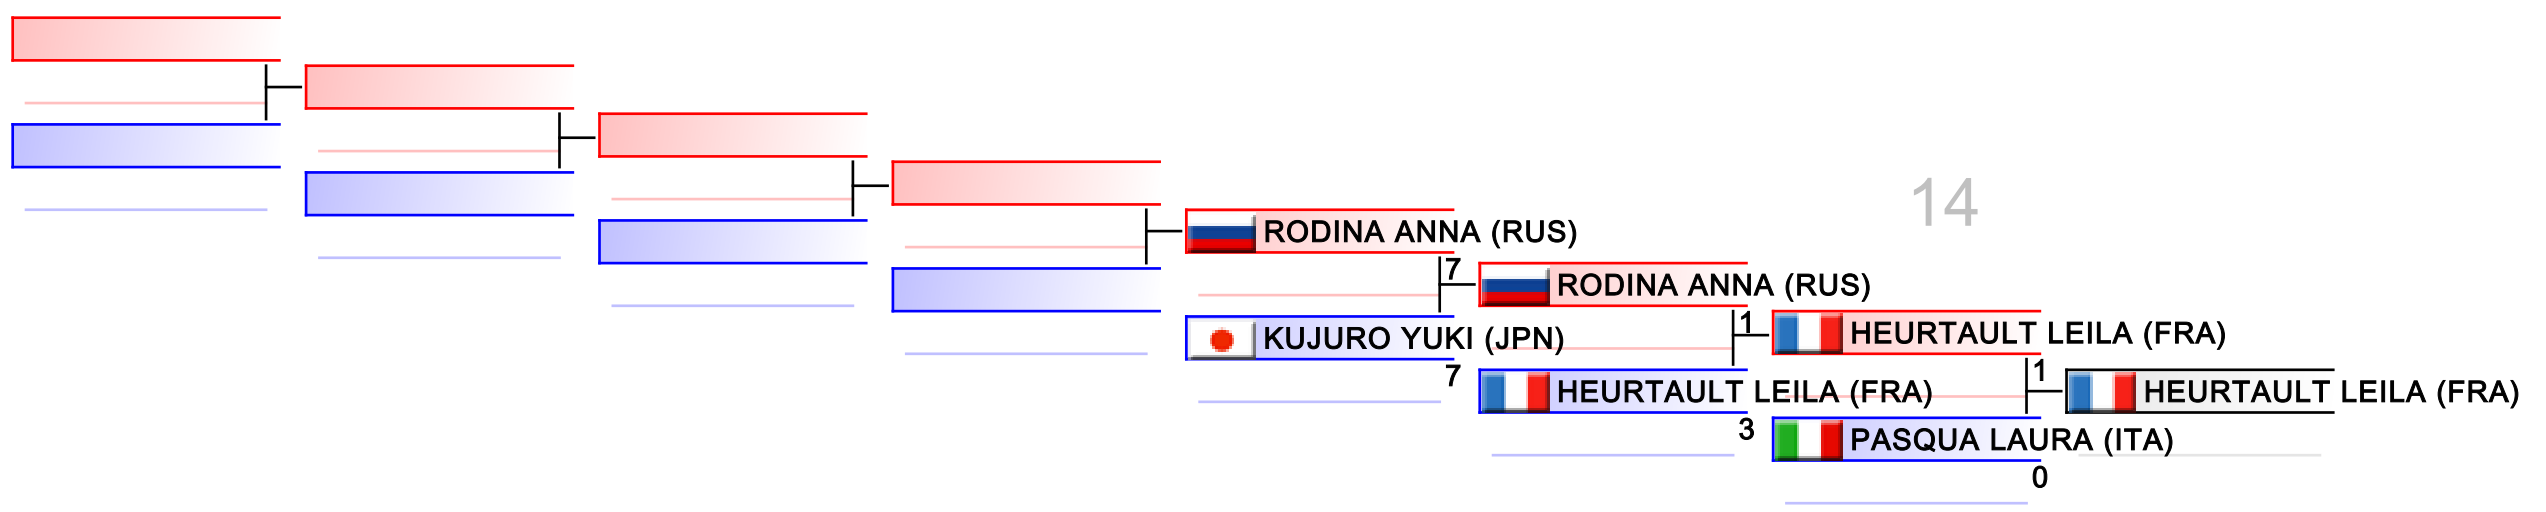 14
RODINA ANNA (RUS)
7
RODINA ANNA (RUS)
KUJURO YUKI (JPN)
7
1
HEURTAULT LEILA (FRA)
HEURTAULT LEILA (FRA)
3
1
HEURTAULT LEILA (FRA)
PASQUA LAURA (ITA)
0